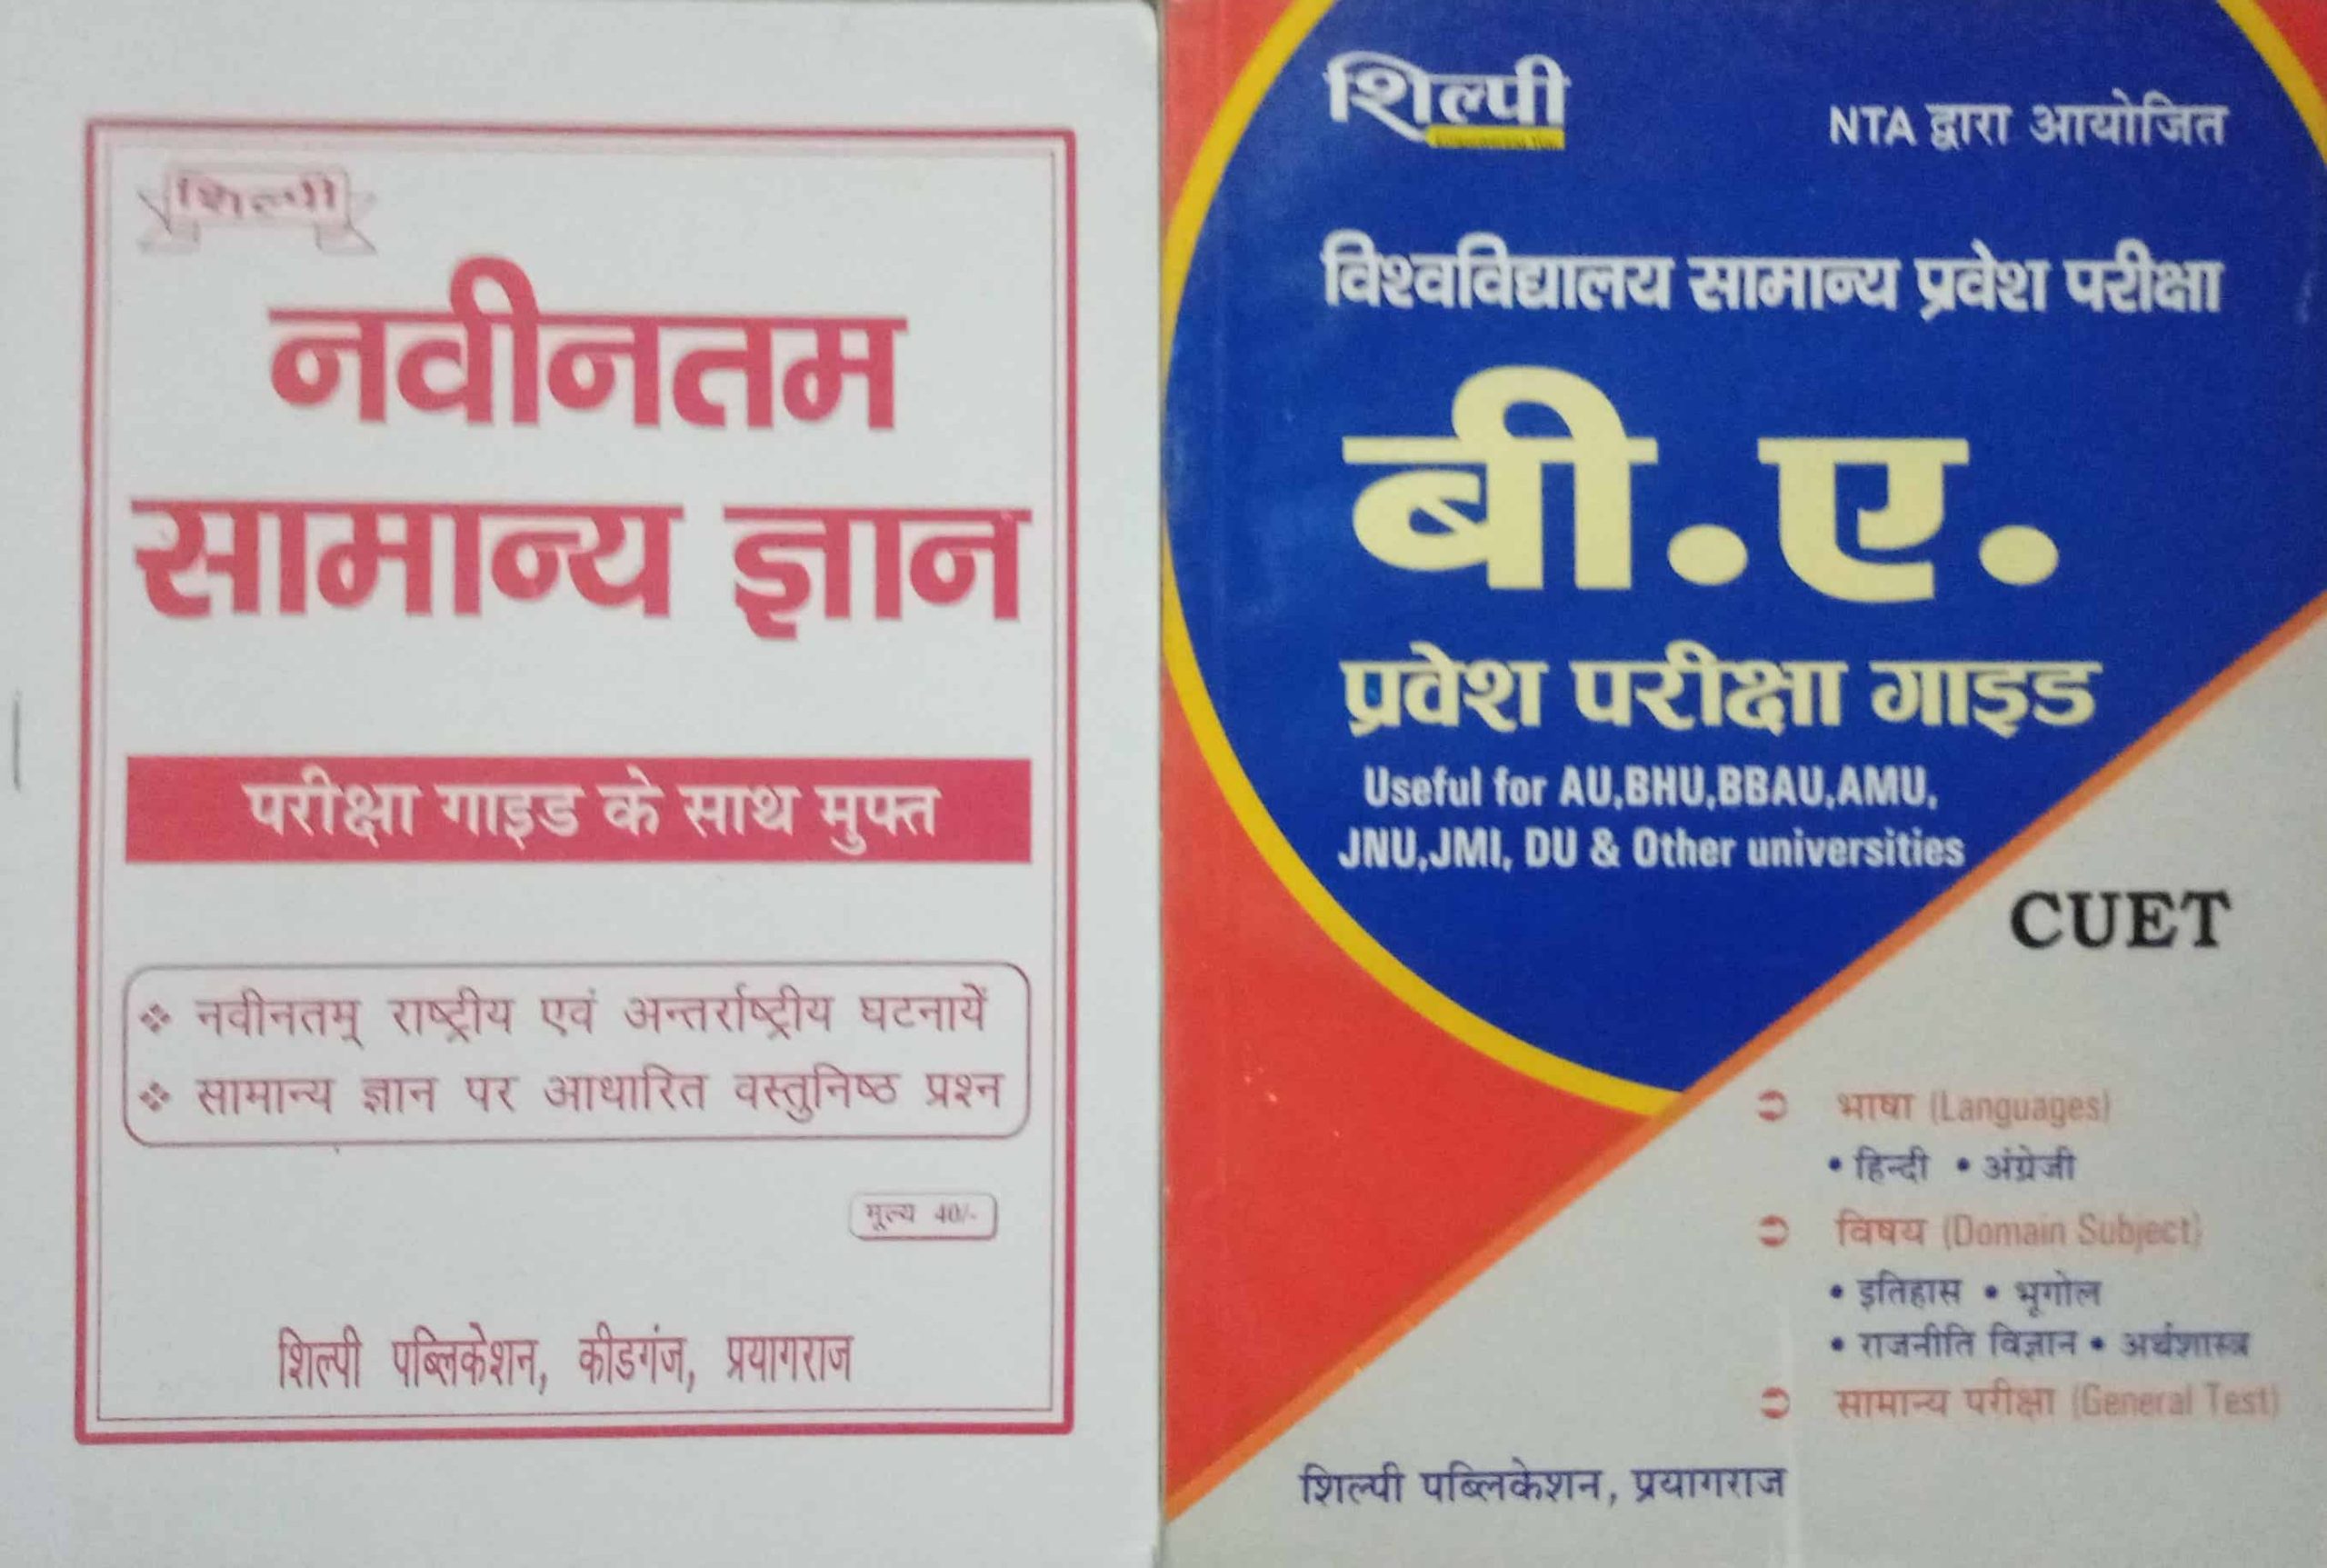 शिल्पी
नवीनतम
सामान्य ज्ञान
परीक्षा गाइड के साथ मुफ्त
नवीनतम् राष्ट्रीय एवं अन्तर्राष्ट्रीय घटनायें
सामान्य ज्ञान पर आधारित वस्तुनिष्ठ प्रश्न
मूल्य 40/-
शिल्पी पब्लिकेशन, कीडगंज, प्रयागराज
शिल्पी
NTA द्वारा आयोजित
विश्वविद्यालय सामान्य प्रवेश परीक्षा
बी.ए.
प्रवेश परीक्षा गाइड
Useful for AU,BHU,BBAU,AMU,
JNU,JMI, DU & Other universities
CUET
भाषा (Languages)
• हिन्दी • अंग्रेजी
विषय (Domain Subject)
• इतिहास • भूगोल
• राजनीति विज्ञान • अर्थशास्त्र
सामान्य परीक्षा (General Test)
शिल्पी पब्लिकेशन, प्रयागराज